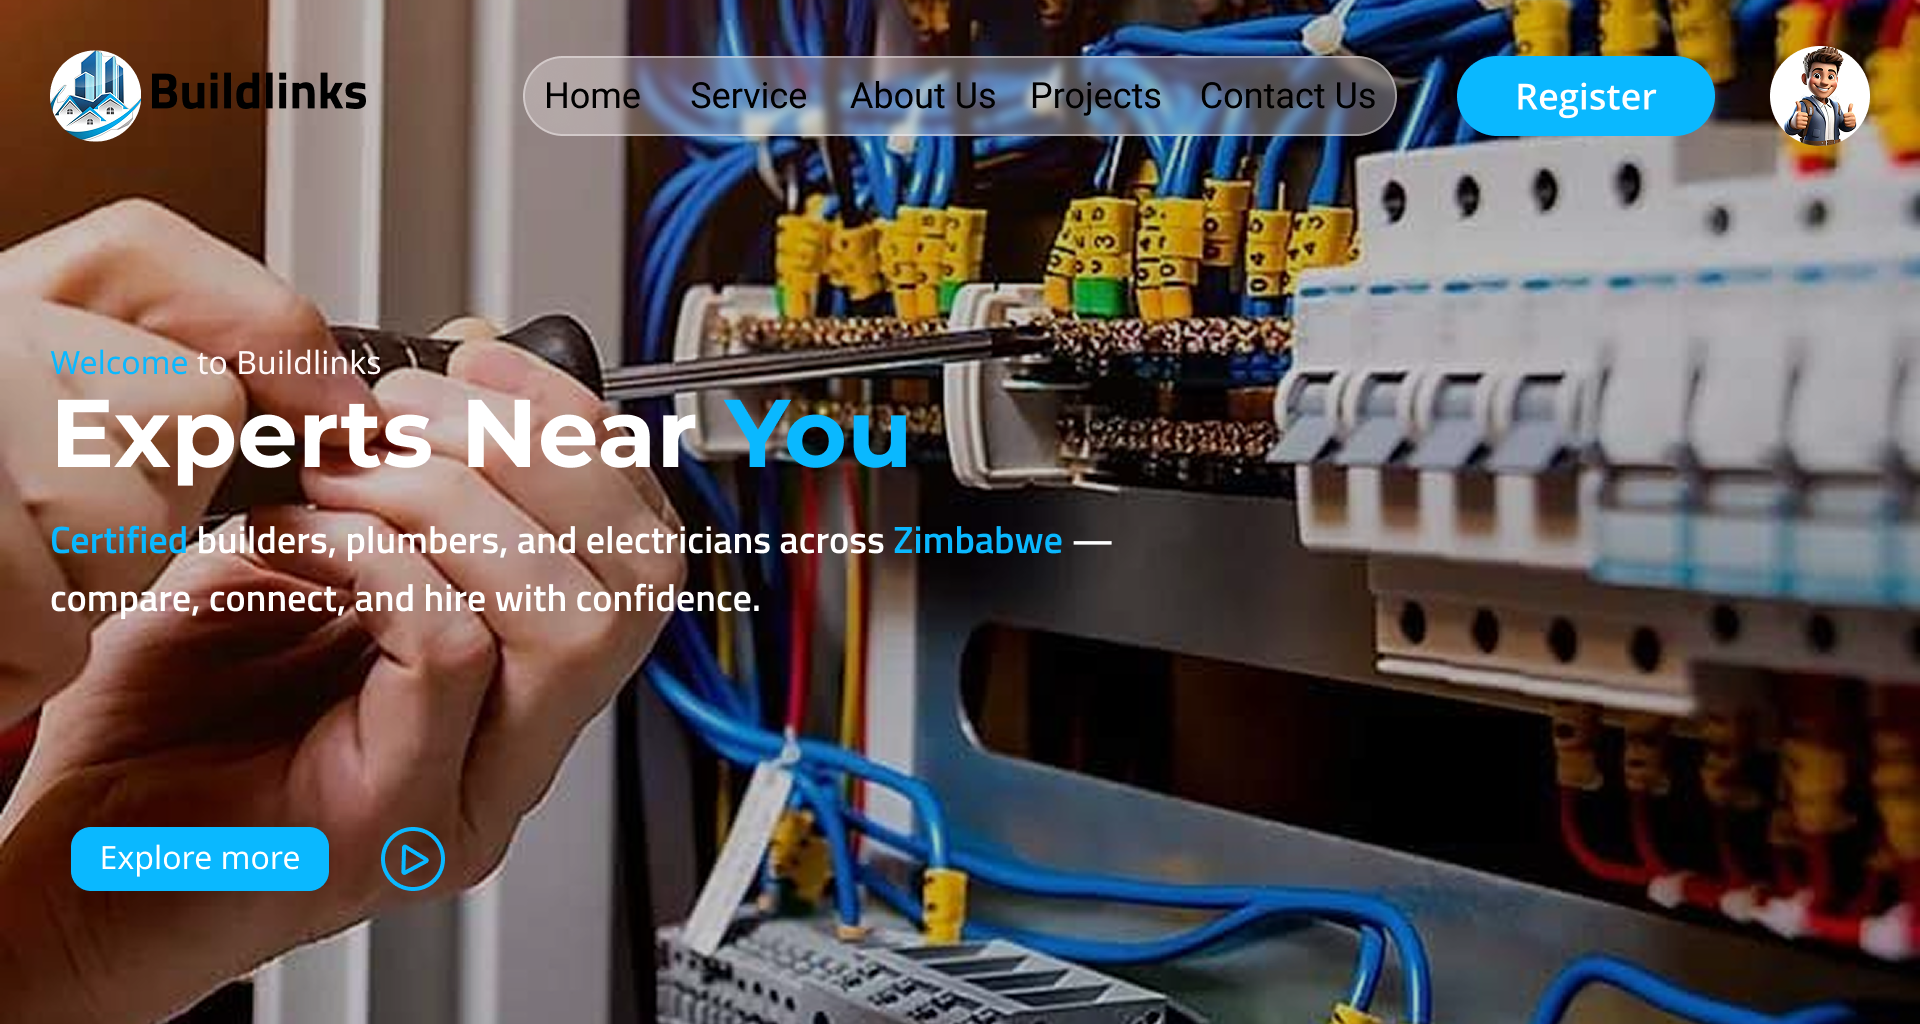 Buildlinks
Home Service About Us Projects Contact Us
Register
Welcome to Buildlinks
Experts Near You
Certified builders, plumbers, and electricians across Zimbabwe —
compare, connect, and hire with confidence.
Explore more